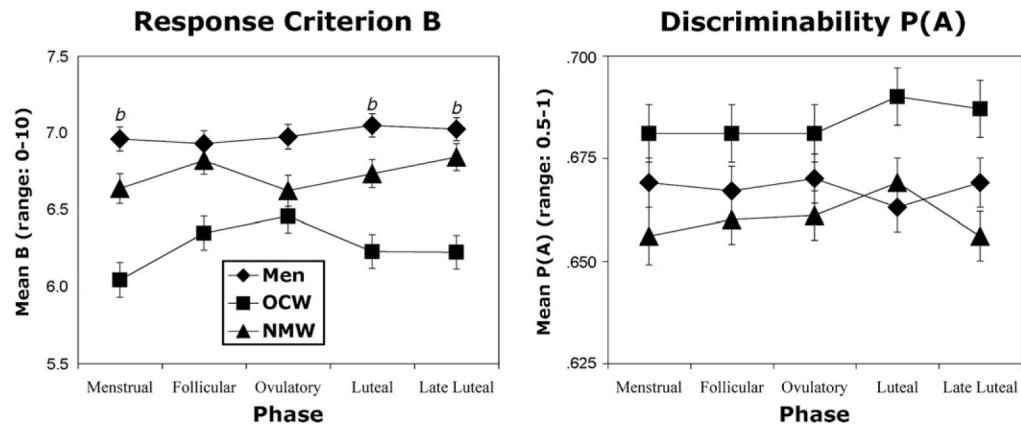 Response Criterion B
Mean B (range: 0-10)
7.5
7.0
6.5
6.0
5.5
b
b
b
Men
OCW
NMW
Menstrual
Follicular
Ovulatory
Luteal
Late Luteal
Phase
Discriminability P(A)
Mean P(A) (range: 0.5-1)
.700
.675
.650
.625
Menstrual
Follicular
Ovulatory
Luteal
Late Luteal
Phase